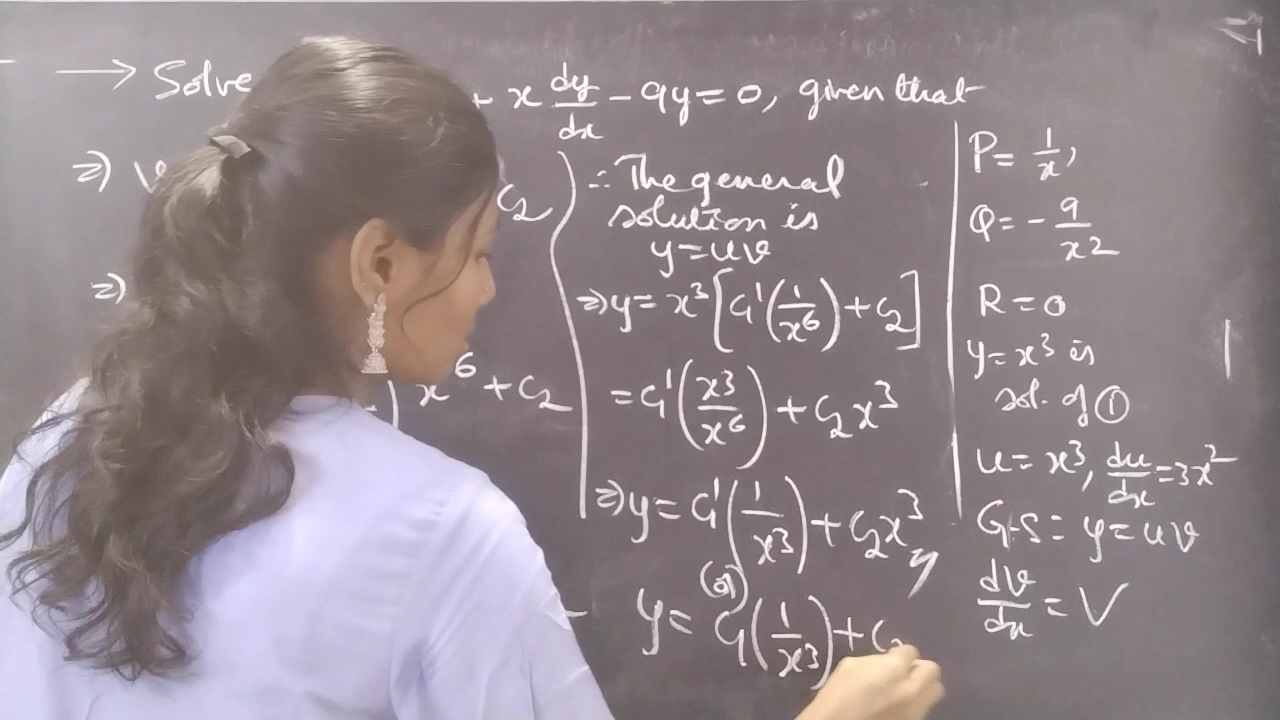 → Solve + x dy/dx - 9y = 0, given that
⇒) v C2
∴ The general
solution is
y = uv
⇒ y = x³ [C1' (1/x⁶) + C2]
= C1' (x³/x⁶) + C2x³
⇒ y = C1' (1/x³) + C2x³
(or)
y = C1 (1/x³) + C2
⇒)
x⁶ + C2
P = 1/x,
Q = - 9/x²
R = 0
y = x³ is
sol. of ①
u = x³, du/dx = 3x²
G.S = y = uv
dv/dx = V